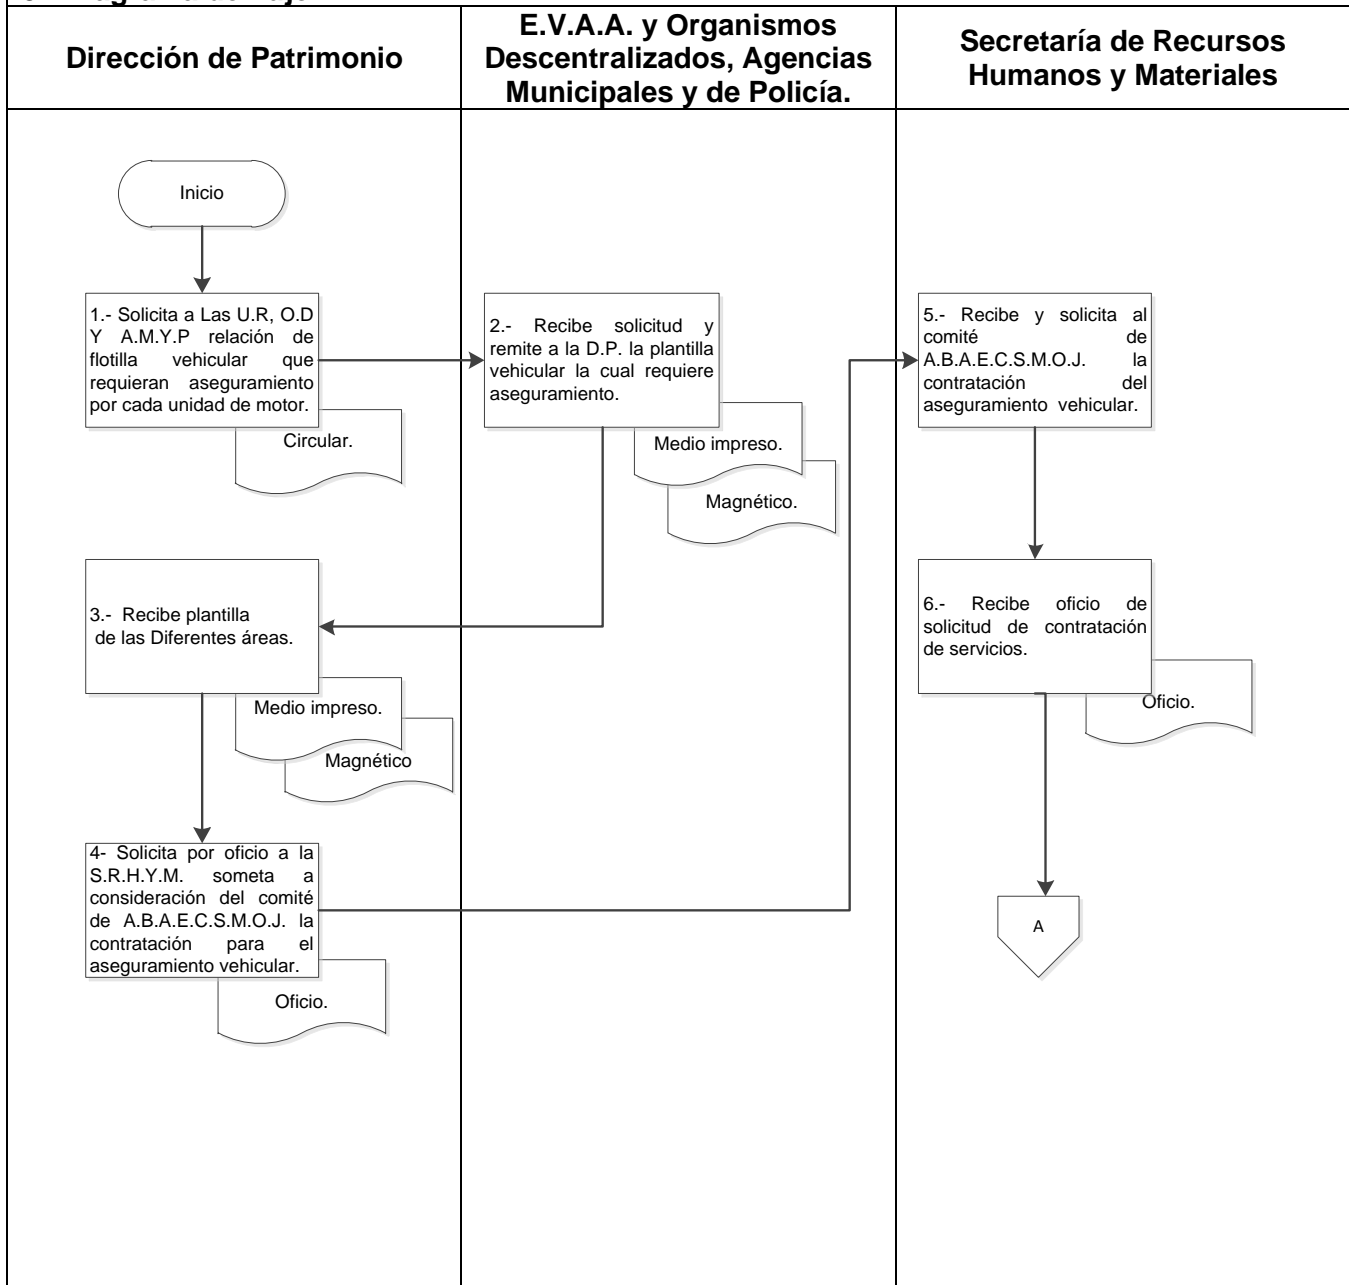 Dirección de Patrimonio
E.V.A.A. y Organismos
Descentralizados, Agencias
Municipales y de Policía.
Secretaría de Recursos
Humanos y Materiales
Inicio
1.- Solicita a Las U.R, O.D
Y A.M.Y.P relación de
flotilla vehicular que
requieran aseguramiento
por cada unidad de motor.
Circular.
2.- Recibe solicitud y
remite a la D.P. la plantilla
vehicular la cual requiere
aseguramiento.
Medio impreso.
Magnético.
3.- Recibe plantilla
de las Diferentes áreas.
Medio impreso.
Magnético
4- Solicita por oficio a la
S.R.H.Y.M. someta a
consideración del comité
de A.B.A.E.C.S.M.O.J. la
contratación para el
aseguramiento vehicular.
Oficio.
5.- Recibe y solicita al
comité de
A.B.A.E.C.S.M.O.J. la
contratación del
aseguramiento vehicular.
6.- Recibe oficio de
solicitud de contratación
de servicios.
Oficio.
A